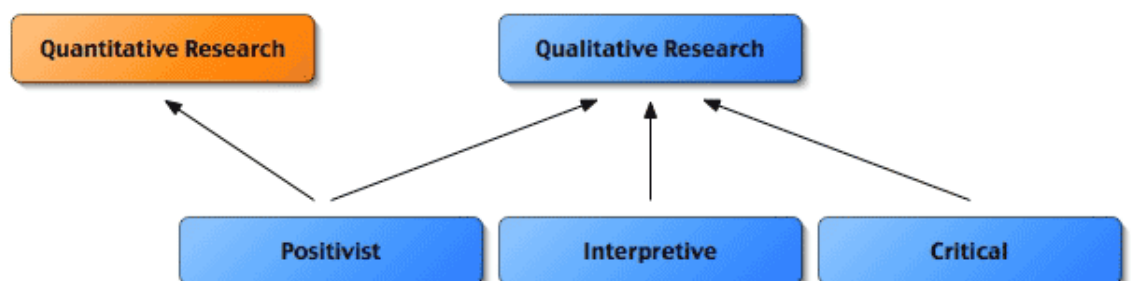 Quantitative Research
Qualitative Research
Positivist
Interpretive
Critical